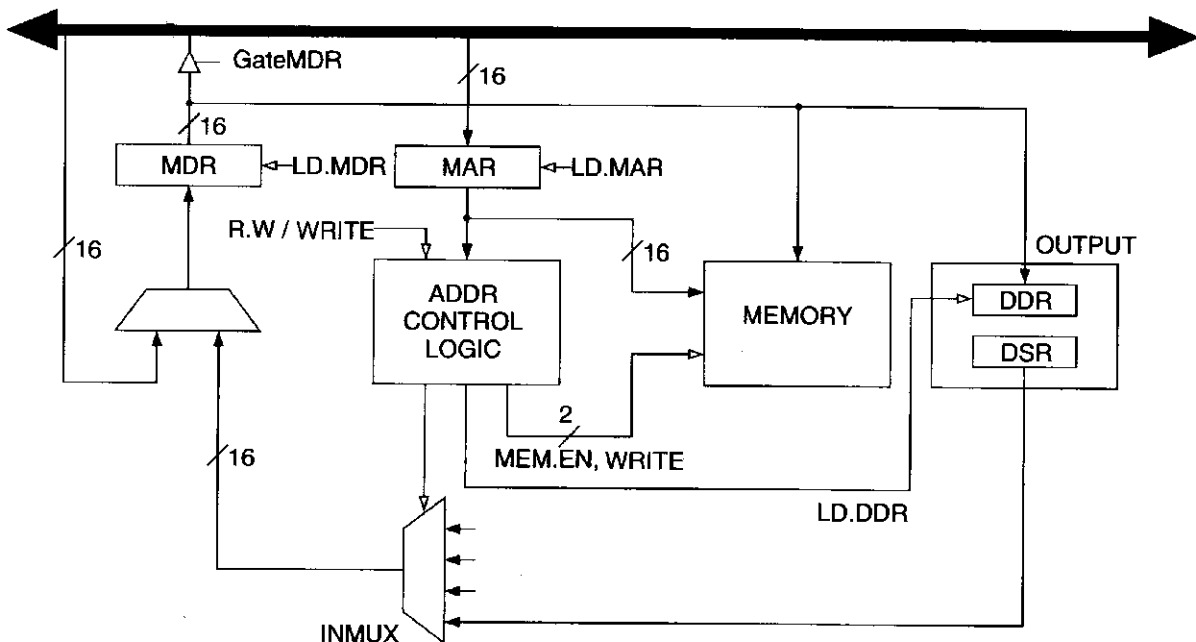 GateMDR
16
16
MDR
LD.MDR
MAR
LD.MAR
R.W / WRITE
16
16
OUTPUT
ADDR
CONTROL
LOGIC
MEMORY
DDR
DSR
2
16
MEM.EN, WRITE
LD.DDR
INMUX